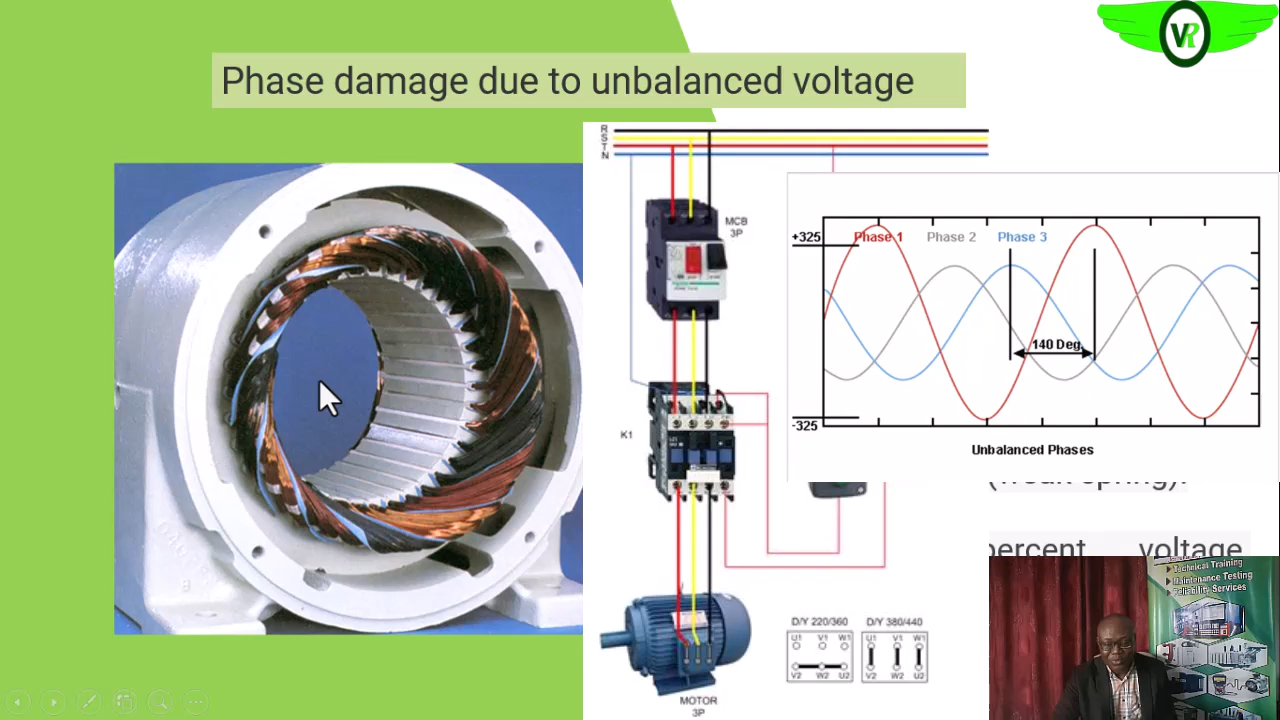 Phase damage due to unbalanced voltage
VR
R
S
T
N
MCB
3P
K1
+325
Phase 1
Phase 2
Phase 3
140 Deg.
-325
Unbalanced Phases
(weak spring).
percent voltage
Technical Training
Maintenance Testing
Reliability Services
D/Y 220/360
D/Y 380/440
U1 V1 W1
U1 V1 W1
V2 W2 U2
V2 W2 U2
MOTOR
3P